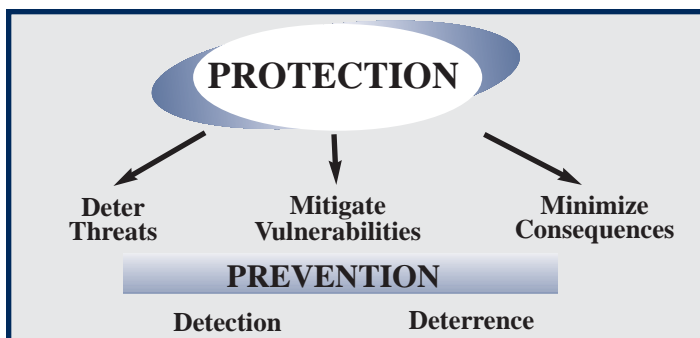 PROTECTION
Deter
Threats
Mitigate
Vulnerabilities
Minimize
Consequences
PREVENTION
Detection
Deterrence